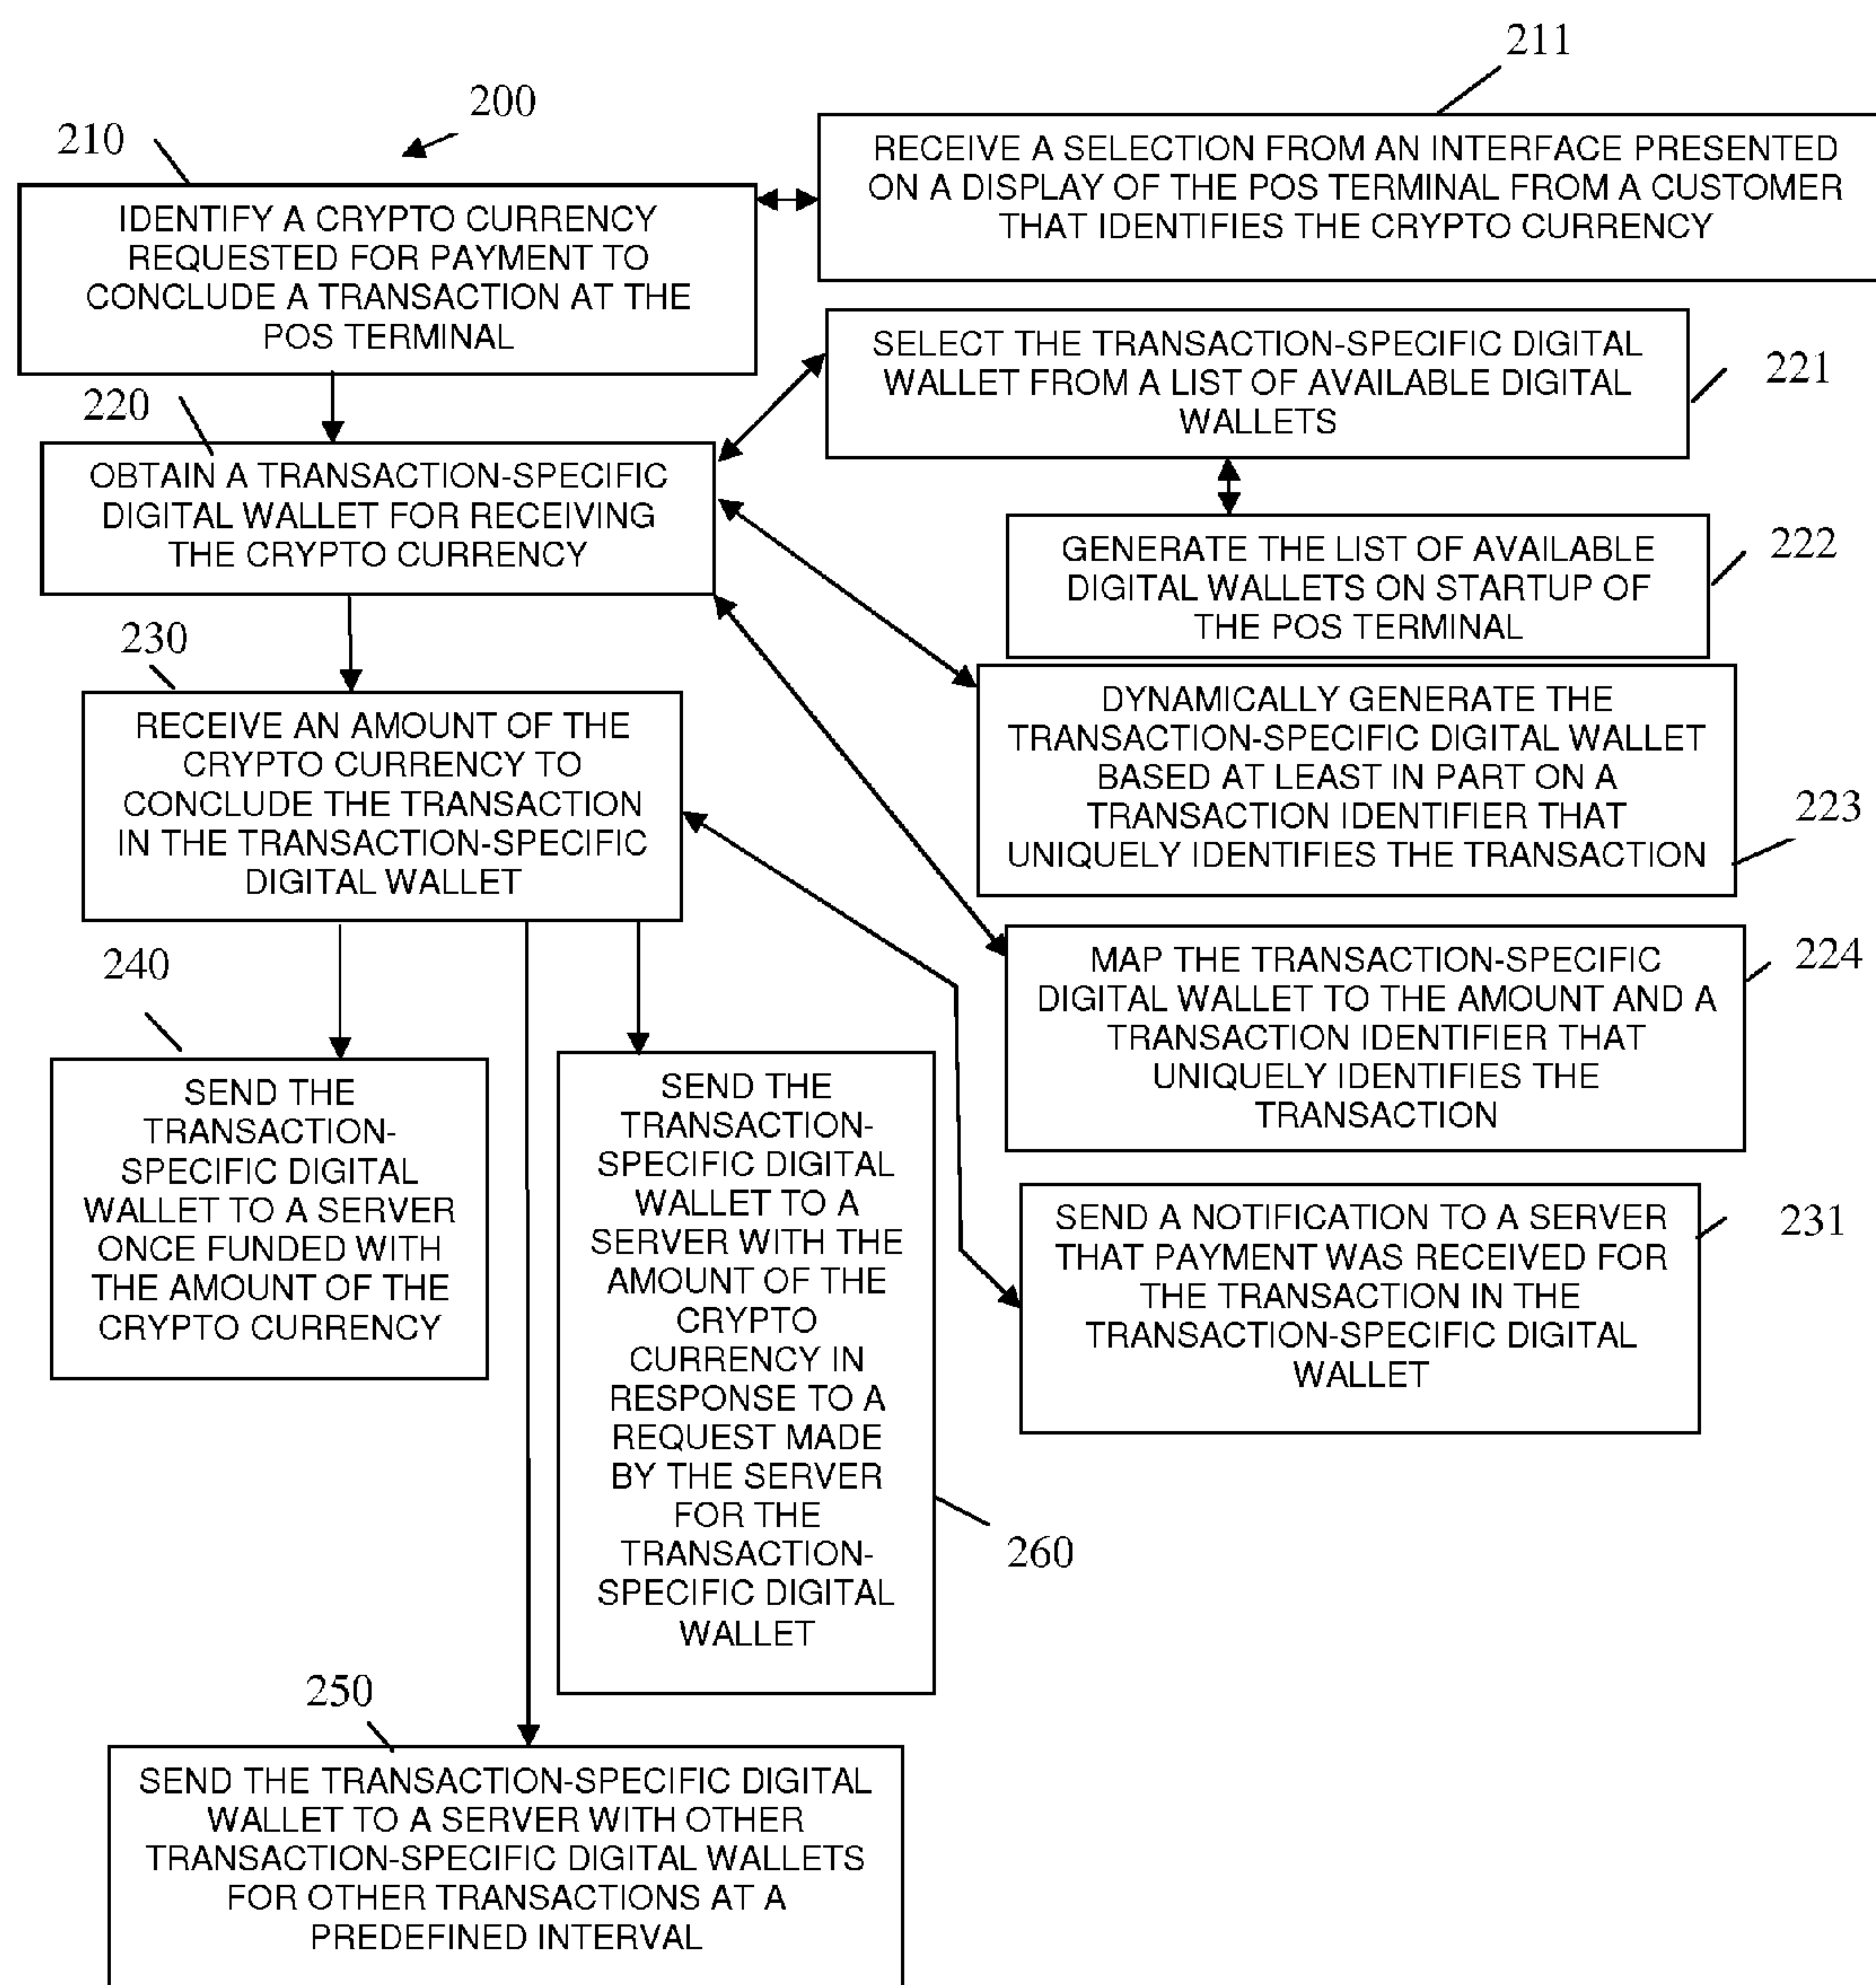 200
210
IDENTIFY A CRYPTO CURRENCY
REQUESTED FOR PAYMENT TO
CONCLUDE A TRANSACTION AT THE
POS TERMINAL
211
RECEIVE A SELECTION FROM AN INTERFACE PRESENTED
ON A DISPLAY OF THE POS TERMINAL FROM A CUSTOMER
THAT IDENTIFIES THE CRYPTO CURRENCY
220
OBTAIN A TRANSACTION-SPECIFIC
DIGITAL WALLET FOR RECEIVING
THE CRYPTO CURRENCY
SELECT THE TRANSACTION-SPECIFIC DIGITAL
WALLET FROM A LIST OF AVAILABLE DIGITAL
WALLETS
221
GENERATE THE LIST OF AVAILABLE
DIGITAL WALLETS ON STARTUP OF
THE POS TERMINAL
222
DYNAMICALLY GENERATE THE
TRANSACTION-SPECIFIC DIGITAL WALLET
BASED AT LEAST IN PART ON A
TRANSACTION IDENTIFIER THAT
UNIQUELY IDENTIFIES THE TRANSACTION
223
MAP THE TRANSACTION-SPECIFIC
DIGITAL WALLET TO THE AMOUNT AND A
TRANSACTION IDENTIFIER THAT
UNIQUELY IDENTIFIES THE
TRANSACTION
224
230
RECEIVE AN AMOUNT OF THE
CRYPTO CURRENCY TO
CONCLUDE THE TRANSACTION
IN THE TRANSACTION-SPECIFIC
DIGITAL WALLET
SEND A NOTIFICATION TO A SERVER
THAT PAYMENT WAS RECEIVED FOR
THE TRANSACTION IN THE
TRANSACTION-SPECIFIC DIGITAL
WALLET
231
240
SEND THE
TRANSACTION-
SPECIFIC DIGITAL
WALLET TO A SERVER
ONCE FUNDED WITH
THE AMOUNT OF THE
CRYPTO CURRENCY
SEND THE
TRANSACTION-
SPECIFIC DIGITAL
WALLET TO A
SERVER WITH THE
AMOUNT OF THE
CRYPTO
CURRENCY IN
RESPONSE TO A
REQUEST MADE
BY THE SERVER
FOR THE
TRANSACTION-
SPECIFIC DIGITAL
WALLET
260
250
SEND THE TRANSACTION-SPECIFIC DIGITAL
WALLET TO A SERVER WITH OTHER
TRANSACTION-SPECIFIC DIGITAL WALLETS
FOR OTHER TRANSACTIONS AT A
PREDEFINED INTERVAL